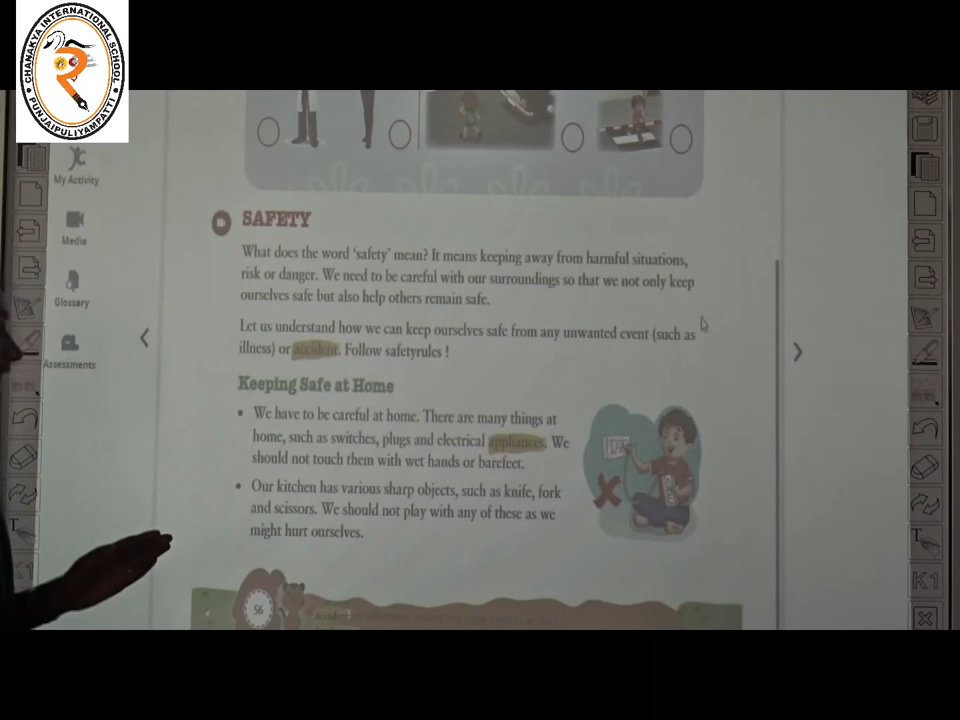 CHANAKYA INTERNATIONAL SCHOOL
PUNJAIPULIYAMPATTI
My Activity
Media
Glossary
Assessments
SAFETY
What does the word ‘safety’ mean? It means keeping away from harmful situations,
risk or danger. We need to be careful with our surroundings so that we not only keep
ourselves safe but also help others remain safe.
Let us understand how we can keep ourselves safe from any unwanted event (such as
illness) or accident. Follow safetyrules !
Keeping Safe at Home
• We have to be careful at home. There are many things at
home, such as switches, plugs and electrical appliances. We
should not touch them with wet hands or barefeet.
• Our kitchen has various sharp objects, such as knife, fork
and scissors. We should not play with any of these as we
might hurt ourselves.
56
K1